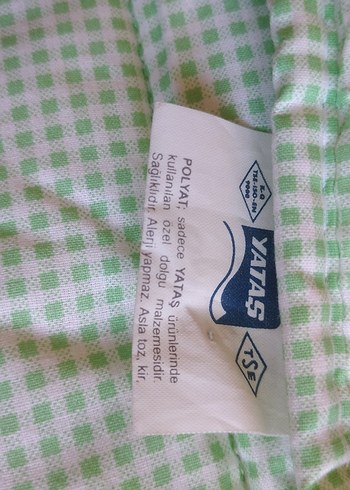 K-Q
TSE-ISO-EN
9000
YATAŞ
TSE
POLYAT: sadece YATAŞ ürünlerinde
kullanılan özel dolgu malzemesidir.
Sağlıklıdır. Alerji yapmaz. Asla toz, kir,